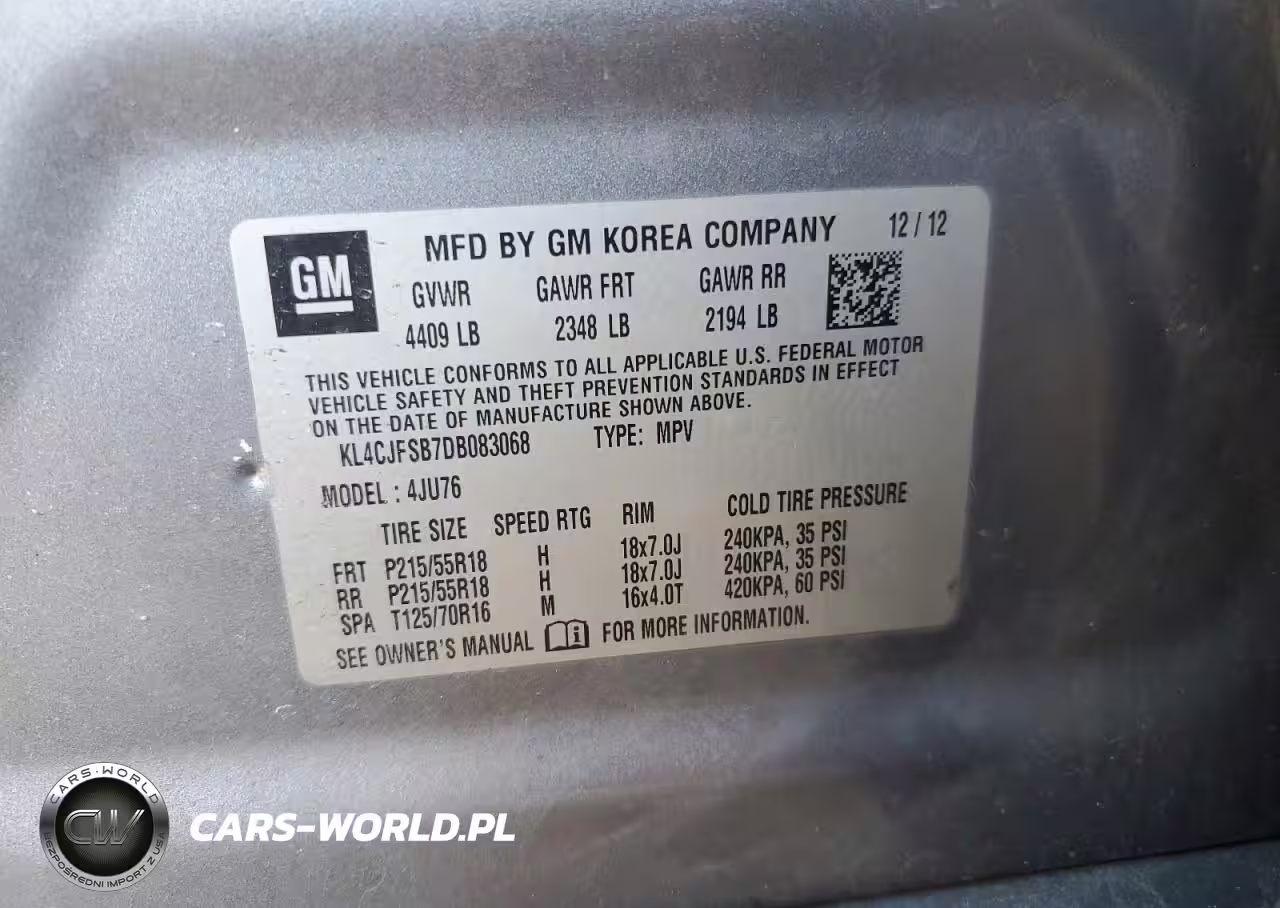 GM
MFD BY GM KOREA COMPANY 12 / 12
GVWR GAWR FRT GAWR RR
4409 LB 2348 LB 2194 LB
THIS VEHICLE CONFORMS TO ALL APPLICABLE U.S. FEDERAL MOTOR
VEHICLE SAFETY AND THEFT PREVENTION STANDARDS IN EFFECT
ON THE DATE OF MANUFACTURE SHOWN ABOVE.
KL4CJFSB7DB083068 TYPE: MPV
MODEL : 4JU76
TIRE SIZE SPEED RTG RIM COLD TIRE PRESSURE
FRT P215/55R18 H 18x7.0J 240KPA, 35 PSI
RR P215/55R18 H 18x7.0J 240KPA, 35 PSI
SPA T125/70R16 M 16x4.0T 420KPA, 60 PSI
SEE OWNER'S MANUAL FOR MORE INFORMATION.
CARS-WORLD
CW
BEZPOŚREDNI IMPORT Z USA
CARS-WORLD.PL